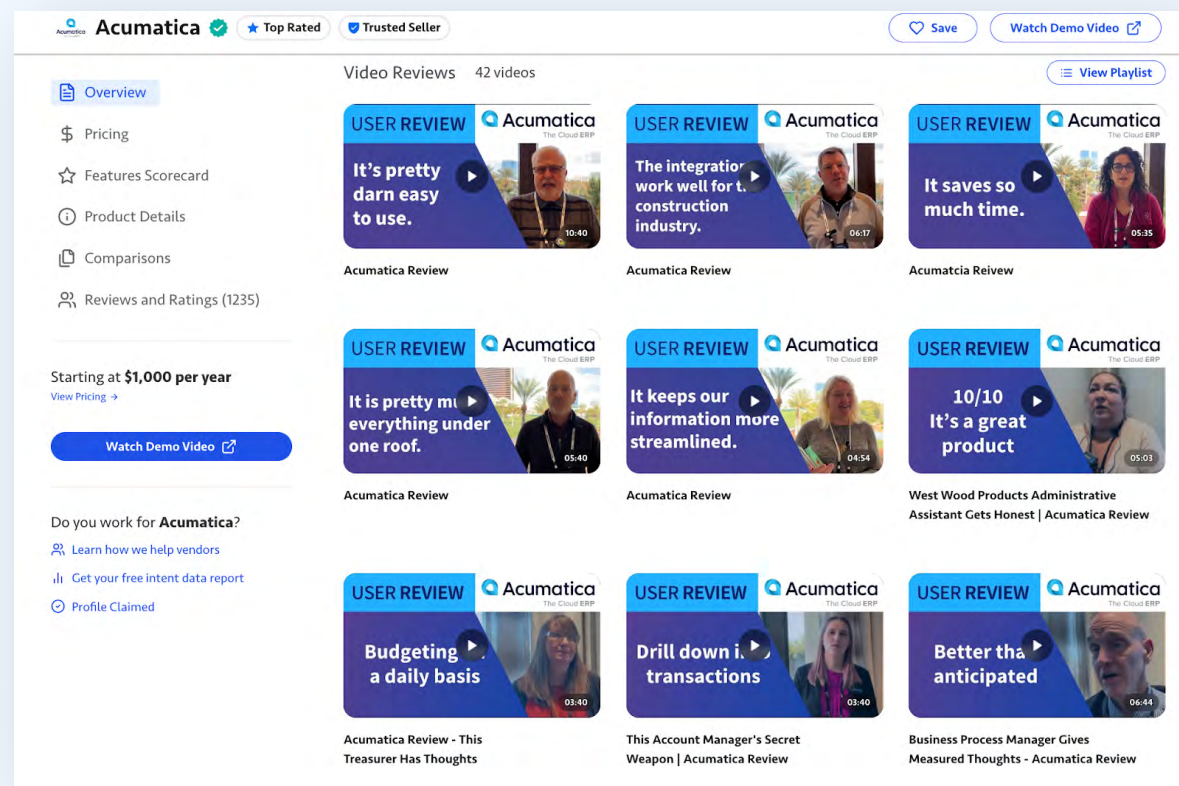 Acumatica
Acumatica
Top Rated
Trusted Seller
Save
Watch Demo Video
Overview
Pricing
Features Scorecard
Product Details
Comparisons
Reviews and Ratings (1235)
Starting at $1,000 per year
View Pricing →
Watch Demo Video
Do you work for Acumatica?
Learn how we help vendors
Get your free intent data report
Profile Claimed
Video Reviews 42 videos
View Playlist
USER REVIEW
Acumatica
The Cloud ERP
It's pretty
darn easy
to use.
10:40
Acumatica Review
USER REVIEW
Acumatica
The Cloud ERP
The
work well for
construction
industry.
06:17
Acumatica Review
USER REVIEW
Acumatica
The Cloud ERP
It saves so
much time.
05:35
Acumatcia Reivew
USER REVIEW
Acumatica
The Cloud ERP
It is pretty
everything under
one roof.
05:40
Acumatica Review
USER REVIEW
Acumatica
The Cloud ERP
It keeps our
information more
streamlined.
04:54
Acumatica Review
USER REVIEW
Acumatica
The Cloud ERP
10/10
It's a great
product
05:03
West Wood Products Administrative
Assistant Gets Honest | Acumatica Review
USER REVIEW
Acumatica
The Cloud ERP
Budgeting
a daily basis
03:40
Acumatica Review - This
Treasurer Has Thoughts
USER REVIEW
Acumatica
The Cloud ERP
Drill down
transactions
03:40
This Account Manager's Secret
Weapon | Acumatica Review
USER REVIEW
Acumatica
The Cloud ERP
Better
anticipated
06:44
Business Process Manager Gives
Measured Thoughts - Acumatica Review